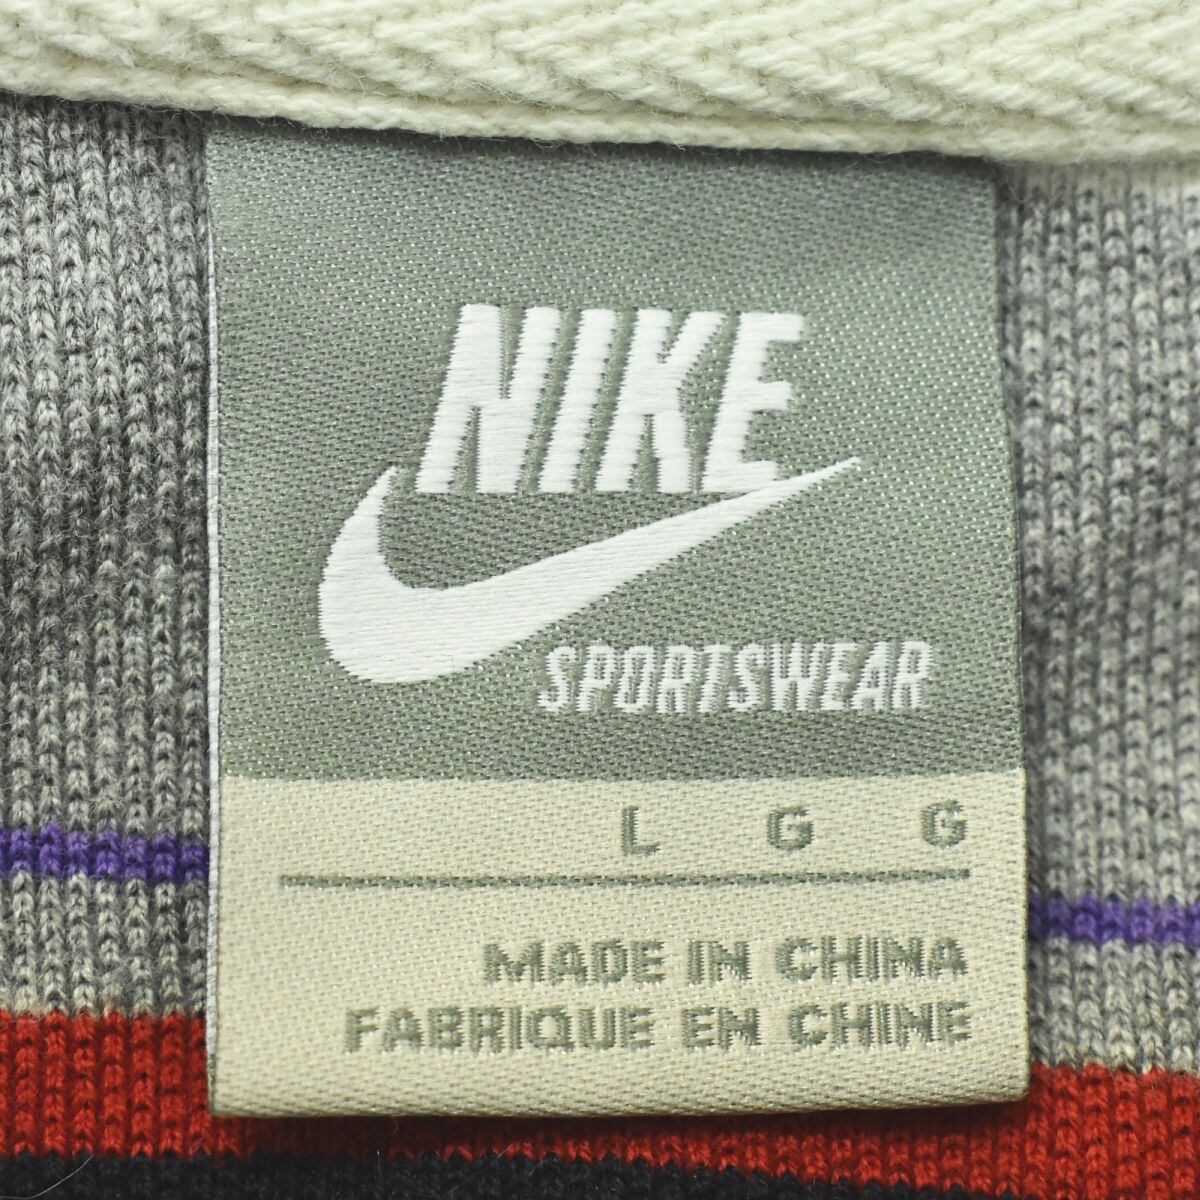 NIKE
SPORTSWEAR
L G G
MADE IN CHINA
FABRIQUE EN CHINE